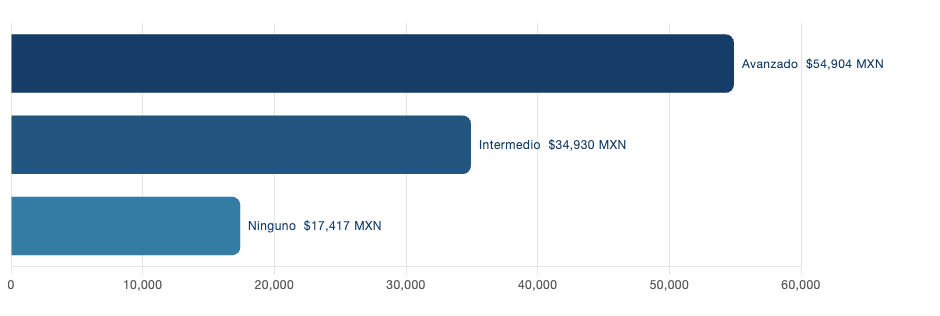 Avanzado $54,904 MXN
Intermedio $34,930 MXN
Ninguno $17,417 MXN
0 10,000 20,000 30,000 40,000 50,000 60,000